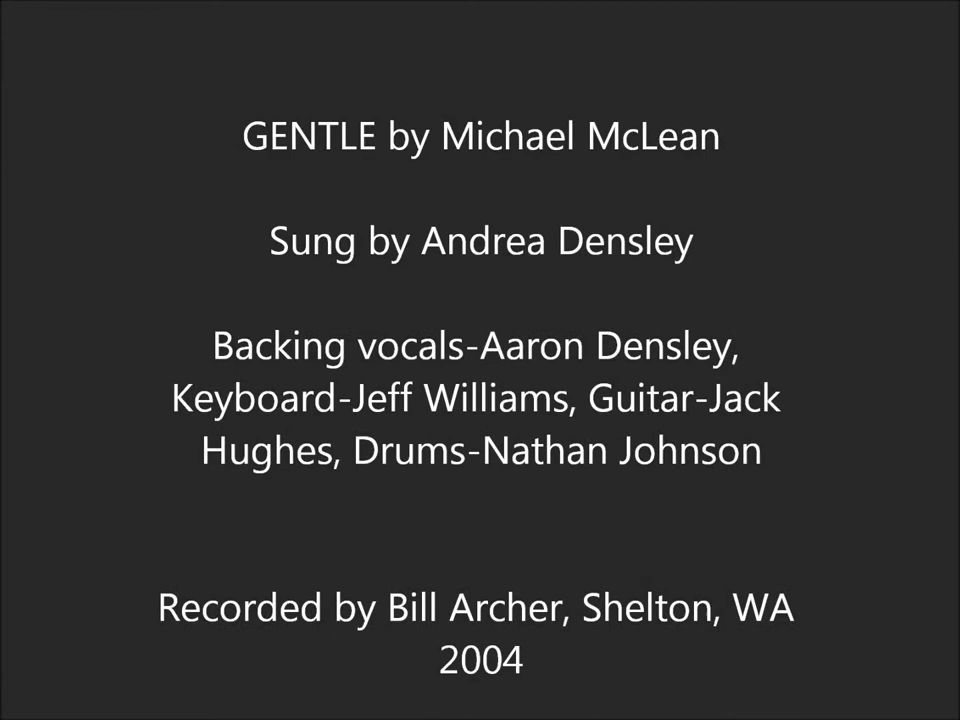 GENTLE by Michael McLean
Sung by Andrea Densley
Backing vocals-Aaron Densley,
Keyboard-Jeff Williams, Guitar-Jack
Hughes, Drums-Nathan Johnson
Recorded by Bill Archer, Shelton, WA
2004